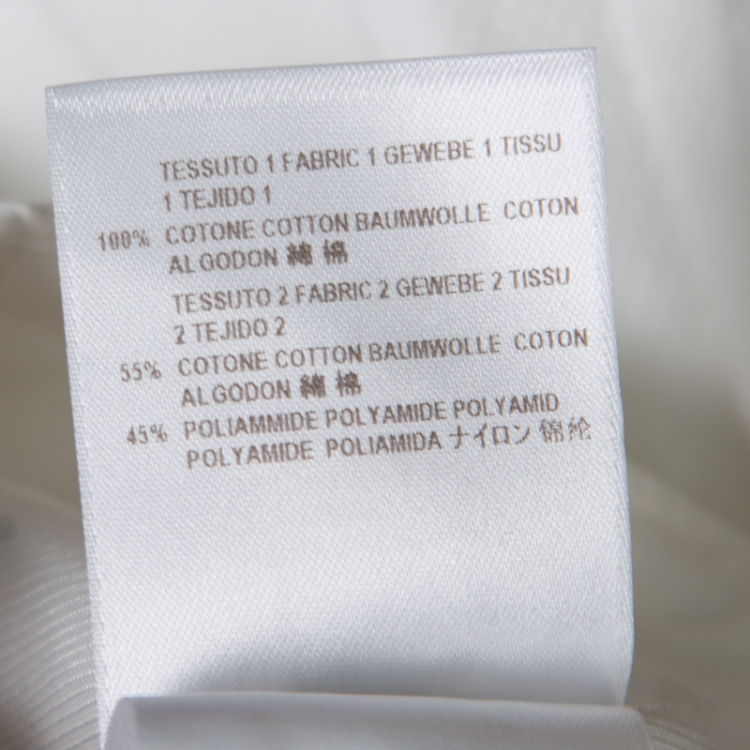 TESSUTO 1 FABRIC 1 GEWEBE 1 TISSU
1 TEJIDO 1
100% COTONE COTTON BAUMWOLLE COTON
ALGODON 綿 棉
TESSUTO 2 FABRIC 2 GEWEBE 2 TISSU
2 TEJIDO 2
55% COTONE COTTON BAUMWOLLE COTON
ALGODON 綿 棉
45% POLIAMMIDE POLYAMIDE POLYAMID
POLYAMIDE POLIAMIDA ナイロン 锦纶